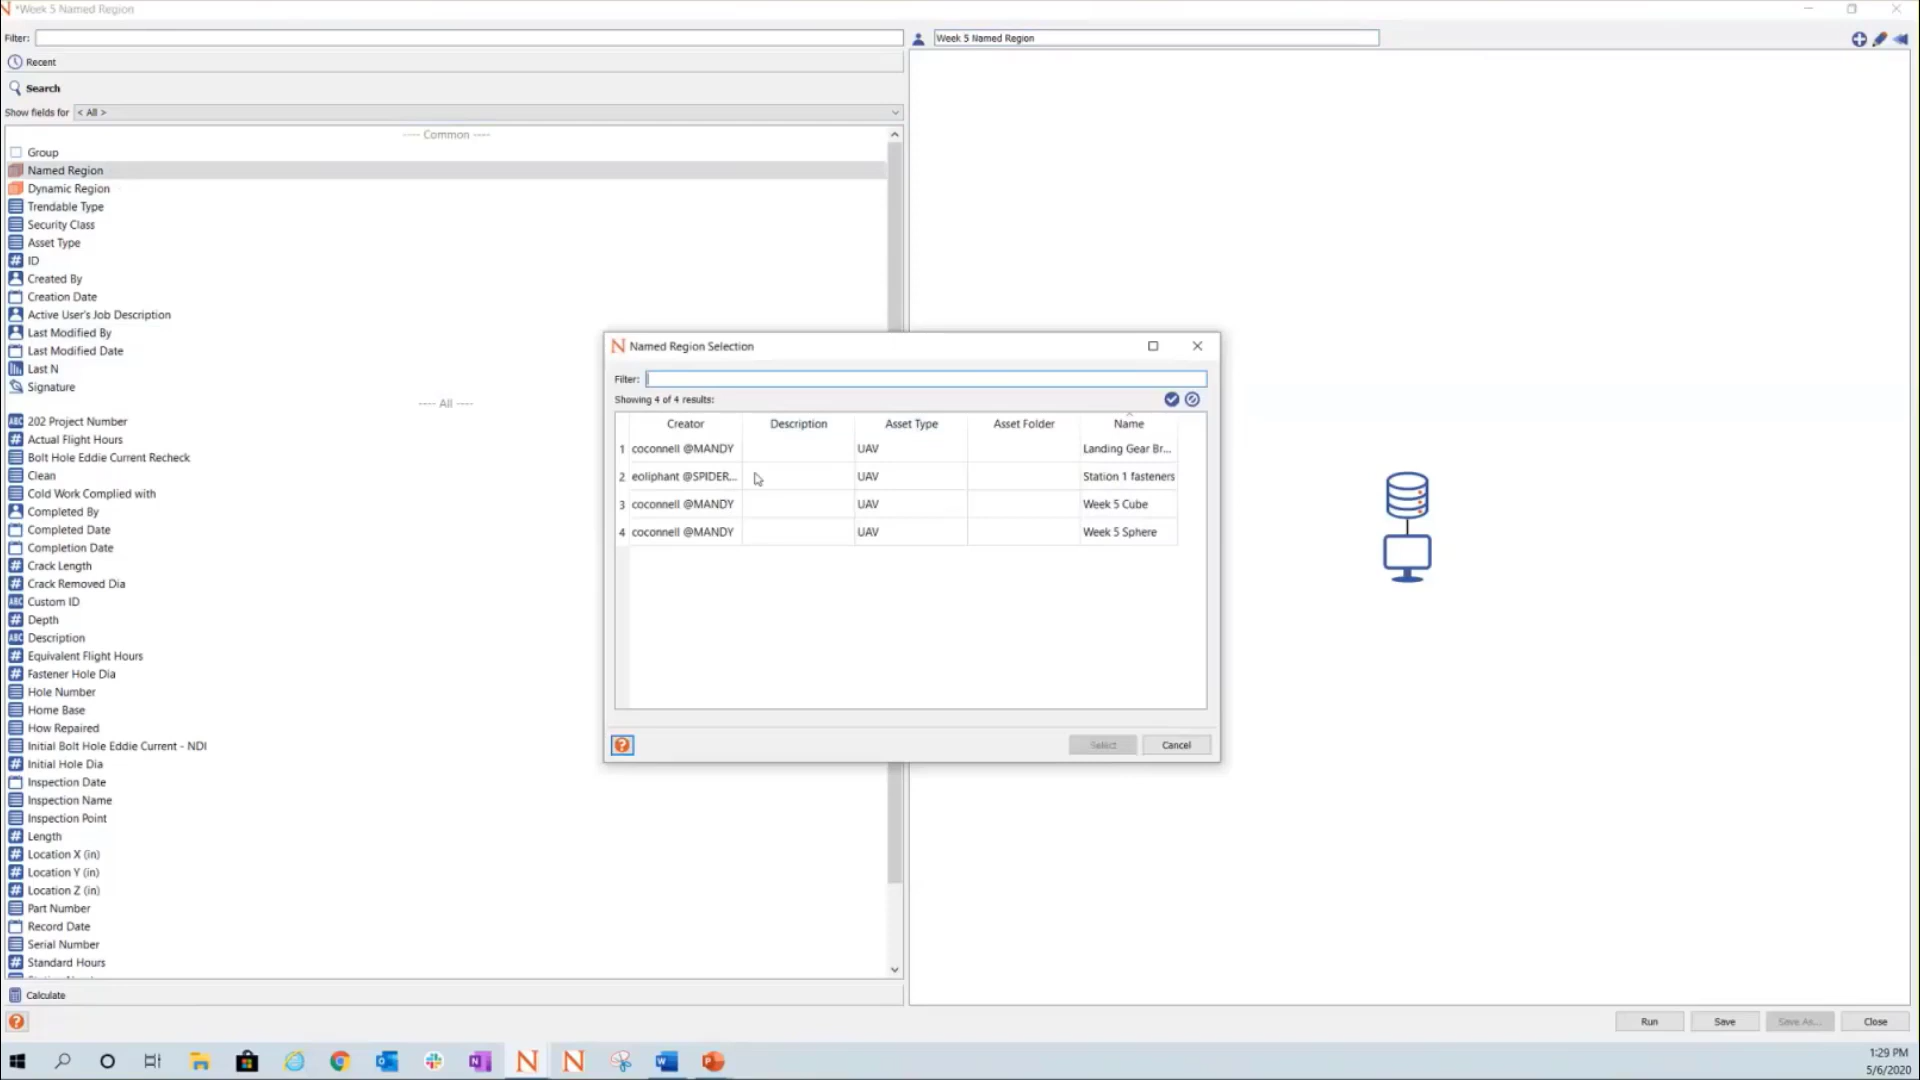 *Week 5 Named Region
Filter:
Week 5 Named Region
Recent
Search
Show fields for < All >
---- Common ----
Group
Named Region
Dynamic Region
Trendable Type
Security Class
Asset Type
# ID
Created By
Creation Date
Active User's Job Description
Last Modified By
Last Modified Date
Last N
Signature
---- All ----
ABC 202 Project Number
# Actual Flight Hours
Bolt Hole Eddie Current Recheck
Clean
Cold Work Complied with
Completed By
Completed Date
Completion Date
# Crack Length
# Crack Removed Dia
ABC Custom ID
# Depth
ABC Description
# Equivalent Flight Hours
# Fastener Hole Dia
Hole Number
Home Base
How Repaired
Initial Bolt Hole Eddie Current - NDI
# Initial Hole Dia
Inspection Date
Inspection Name
Inspection Point
# Length
# Location X (in)
# Location Y (in)
# Location Z (in)
Part Number
Record Date
Serial Number
# Standard Hours
Calculate
Named Region Selection
Filter:
Showing 4 of 4 results:
Creator Description Asset Type Asset Folder Name
1 coconnell @MANDY UAV Landing Gear Br...
2 eoliphant @SPIDER... UAV Station 1 fasteners
3 coconnell @MANDY UAV Week 5 Cube
4 coconnell @MANDY UAV Week 5 Sphere
Select Cancel
Run Save Save As... Close
1:29 PM
5/6/2020